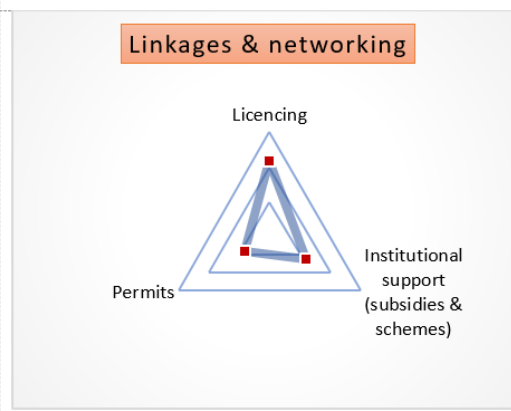 Linkages & networking
Licencing
Institutional
support
(subsidies &
schemes)
Permits